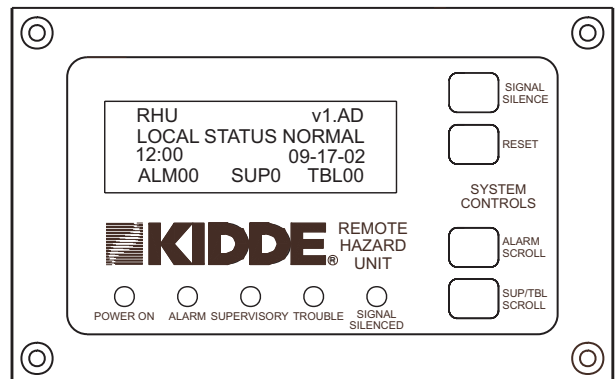 RHU v1.AD
LOCAL STATUS NORMAL
12:00 09-17-02
ALM00 SUP0 TBL00
KIDDE®
REMOTE
HAZARD
UNIT
POWER ON
ALARM
SUPERVISORY
TROUBLE
SIGNAL
SILENCED
SIGNAL
SILENCE
RESET
SYSTEM
CONTROLS
ALARM
SCROLL
SUP/TBL
SCROLL